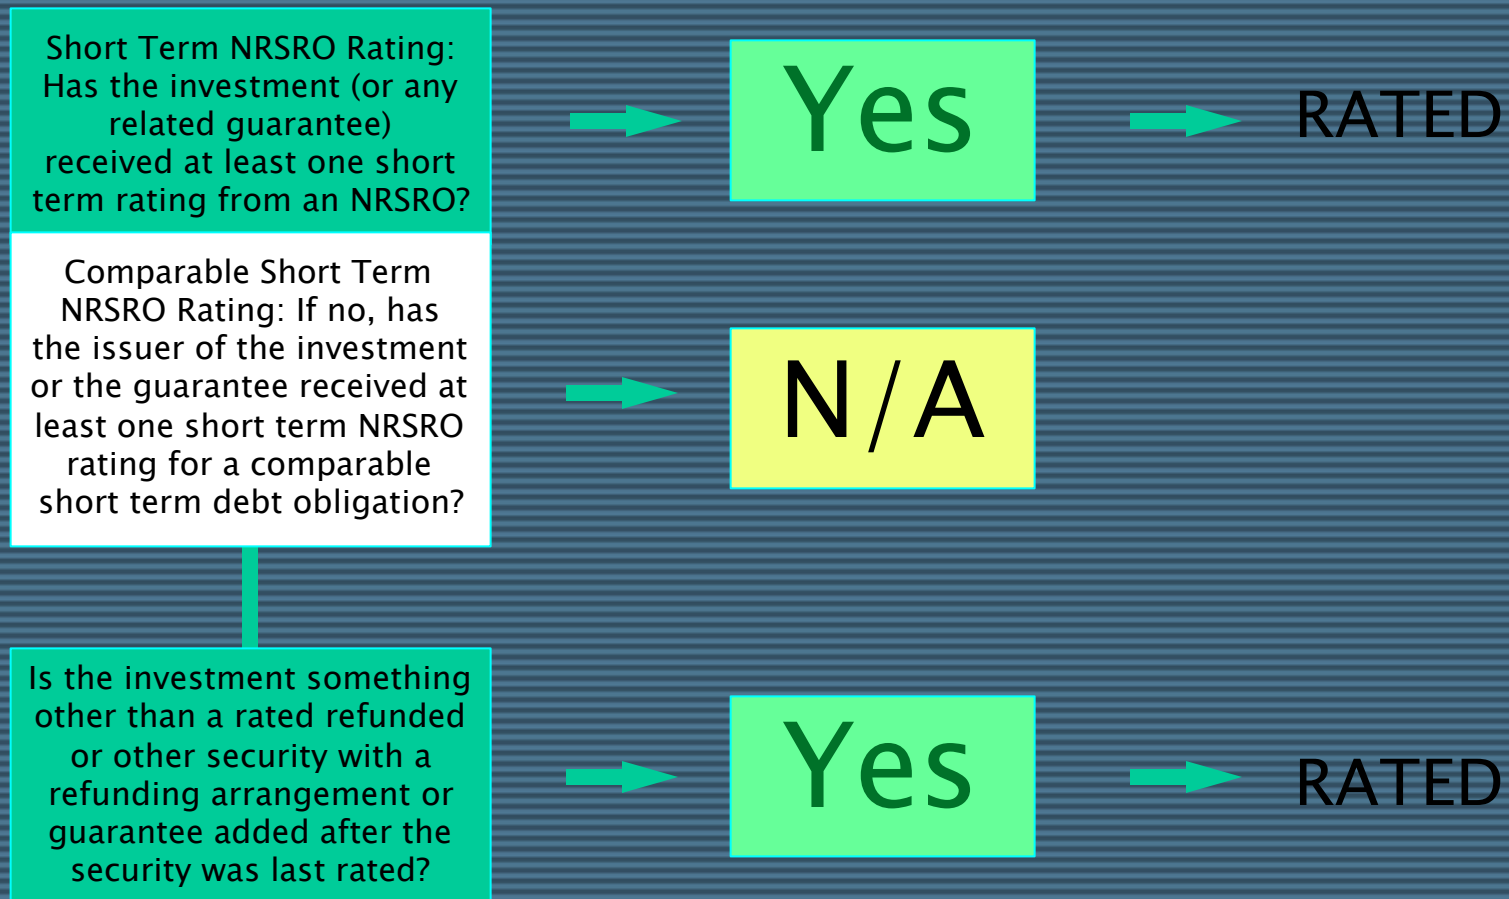 Short Term NRSRO Rating:
Has the investment (or any
related guarantee)
received at least one short
term rating from an NRSRO?
Yes
RATED
Comparable Short Term
NRSRO Rating: If no, has
the issuer of the investment
or the guarantee received at
least one short term NRSRO
rating for a comparable
short term debt obligation?
N/A
Is the investment something
other than a rated refunded
or other security with a
refunding arrangement or
guarantee added after the
security was last rated?
Yes
RATED